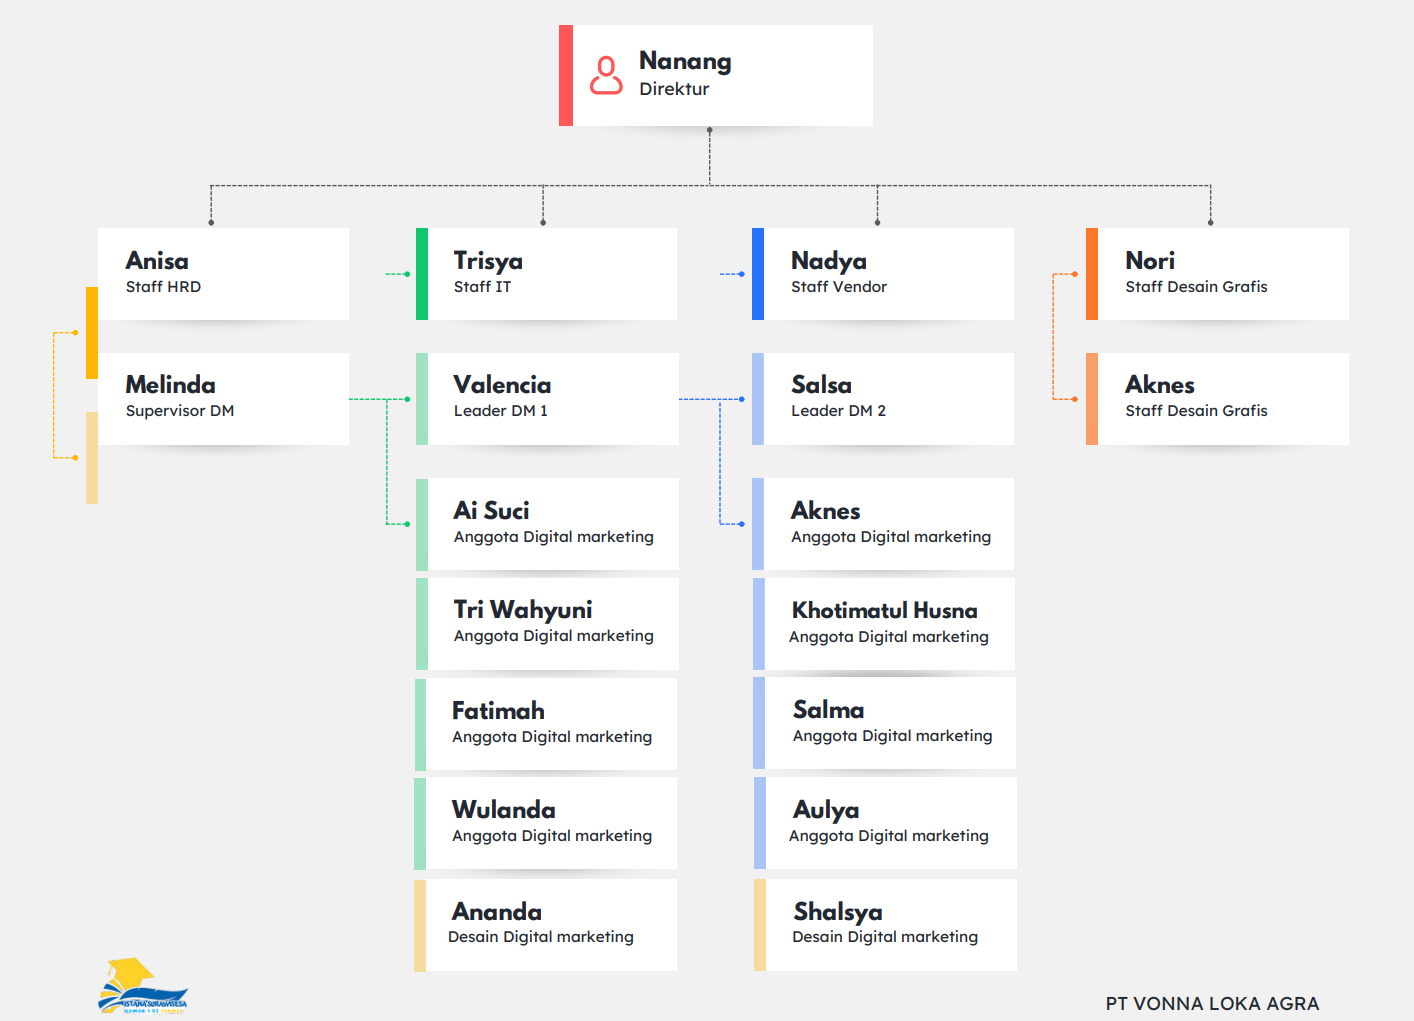 Nanang
Direktur
Anisa
Staff HRD
Trisya
Staff IT
Nadya
Staff Vendor
Nori
Staff Desain Grafis
Melinda
Supervisor DM
Valencia
Leader DM 1
Salsa
Leader DM 2
Aknes
Staff Desain Grafis
Ai Suci
Anggota Digital marketing
Aknes
Anggota Digital marketing
Tri Wahyuni
Anggota Digital marketing
Khotimatul Husna
Anggota Digital marketing
Fatimah
Anggota Digital marketing
Salma
Anggota Digital marketing
Wulanda
Anggota Digital marketing
Aulya
Anggota Digital marketing
Ananda
Desain Digital marketing
Shalsya
Desain Digital marketing
PT VONNA LOKA AGRA